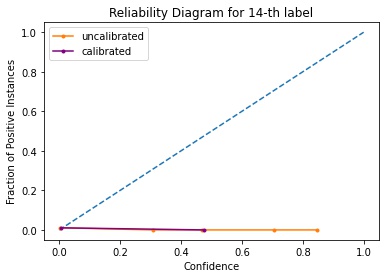 Reliability Diagram for 14-th label
uncalibrated
calibrated
1.0
0.8
0.6
0.4
0.2
0.0
Fraction of Positive Instances
0.0 0.2 0.4 0.6 0.8 1.0
Confidence